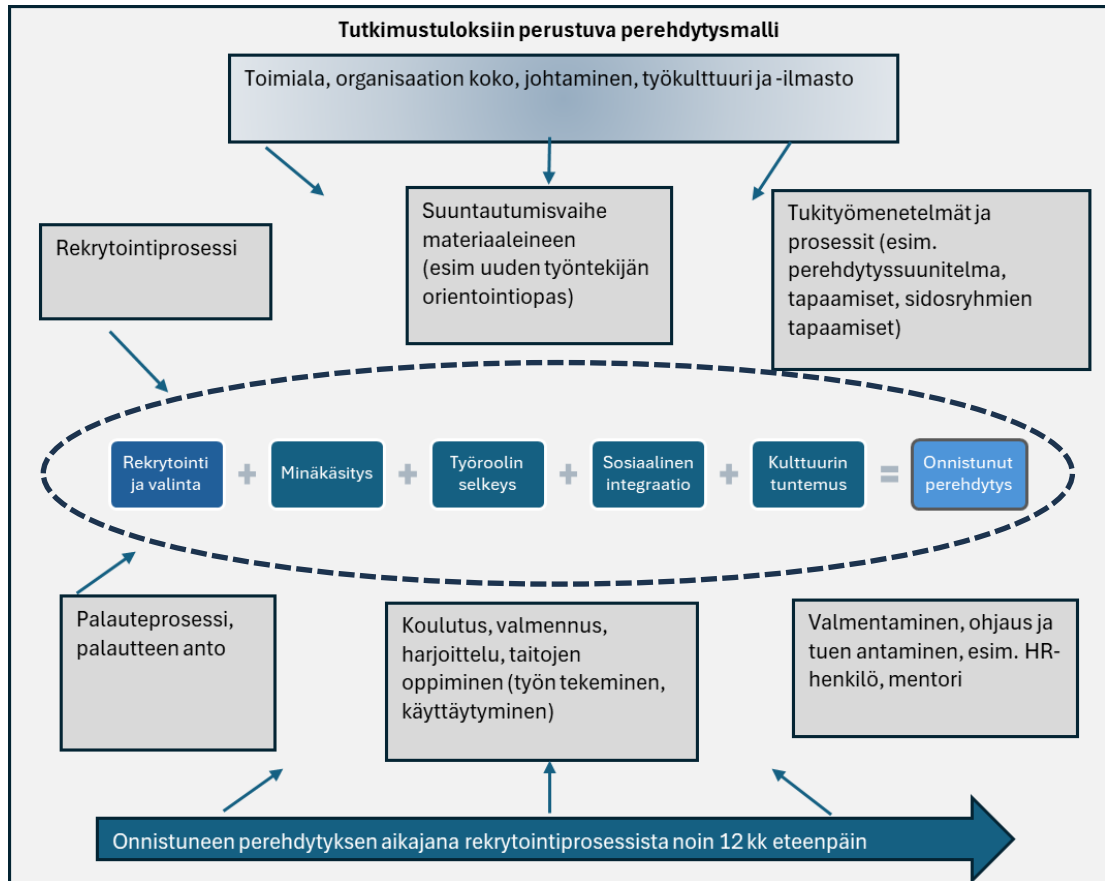 Tutkimustuloksiin perustuva perehdytysmalli
Toimiala, organisaation koko, johtaminen, työkulttuuri ja -ilmasto
Rekrytointiprosessi
Suuntautumisvaihe
materiaaleineen
(esim uuden työntekijän
orientointiopas)
Tukityömenetelmät ja
prosessit (esim.
perehdytyssuunitelma,
tapaamiset, sidosryhmien
tapaamiset)
Rekrytointi
ja valinta
+
Minäkäsitys
+
Työroolin
selkeys
+
Sosiaalinen
integraatio
+
Kulttuurin
tuntemus
=
Onnistunut
perehdytys
Palauteprosessi,
palautteen anto
Koulutus, valmennus,
harjoittelu, taitojen
oppiminen (työn tekeminen,
käyttäytyminen)
Valmentaminen, ohjaus ja
tuen antaminen, esim. HR-
henkilö, mentori
Onnistuneen perehdytyksen aikajana rekrytointiprosessista noin 12 kk eteenpäin